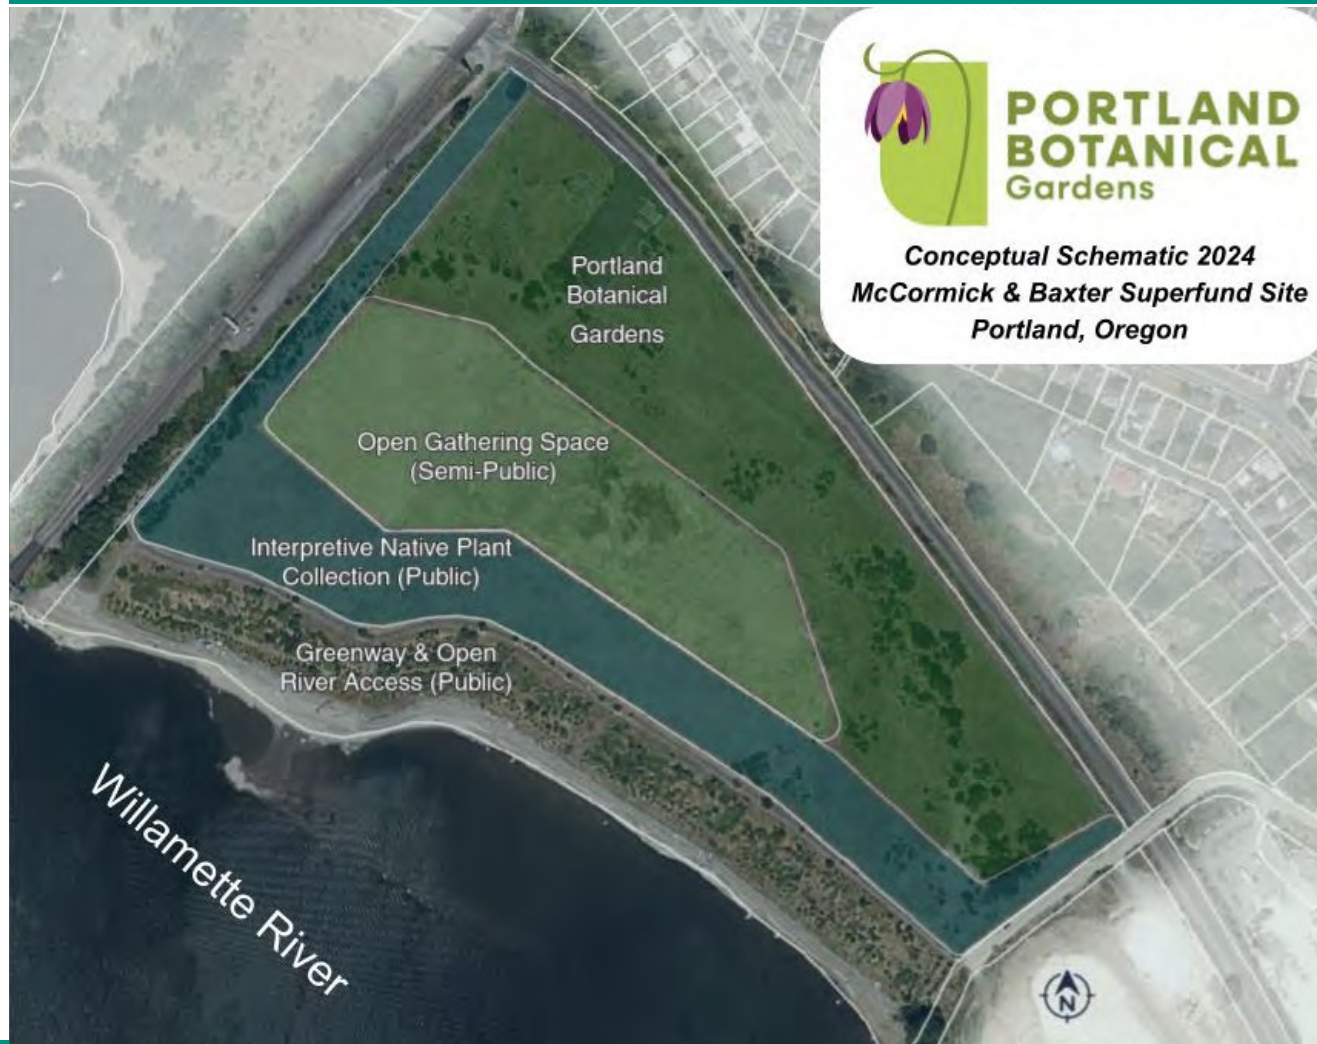 PORTLAND
BOTANICAL
Gardens
Conceptual Schematic 2024
McCormick & Baxter Superfund Site
Portland, Oregon
Portland
Botanical
Gardens
Open Gathering Space
(Semi-Public)
Interpretive Native Plant
Collection (Public)
Greenway & Open
River Access (Public)
Willamette River
N